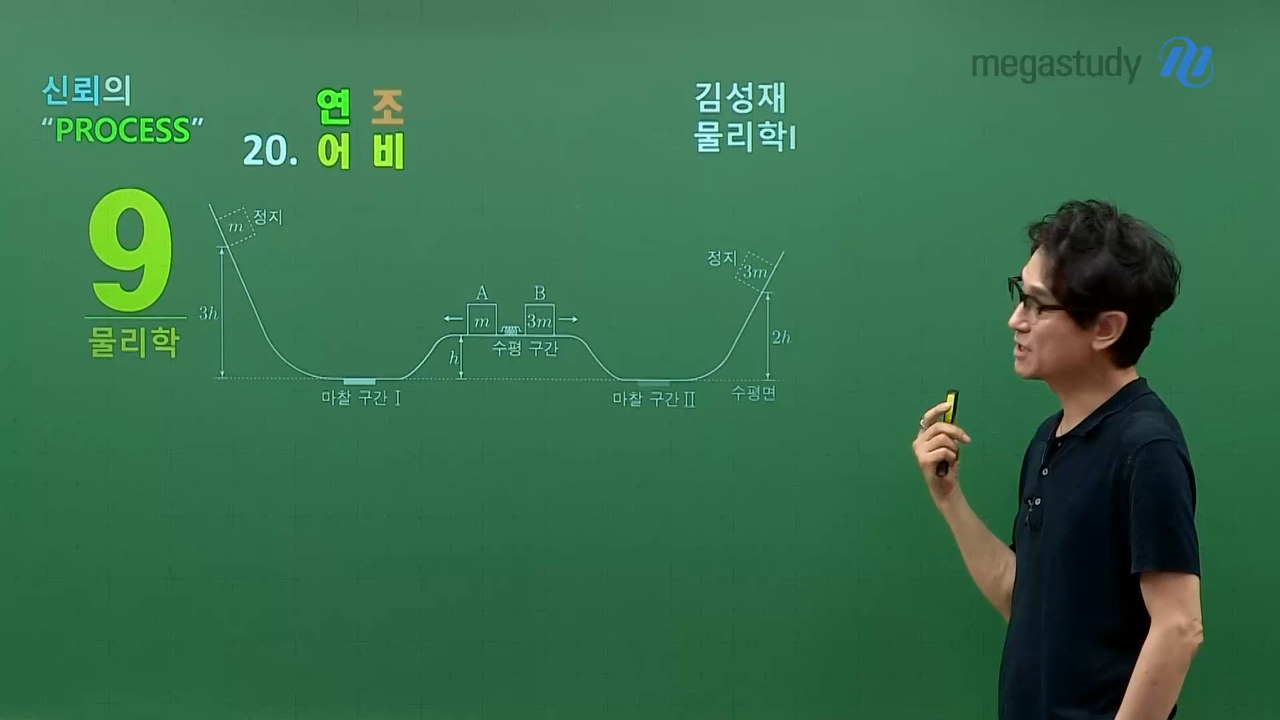 신뢰의
“PROCESS”
20. 연 조
어 비
김성재
물리학I
megastudy
9
물리학
m 정지
3h
A B
m 3m
h 수평 구간
정지 3m
2h
마찰 구간 Ⅰ
마찰 구간 Ⅱ
수평면